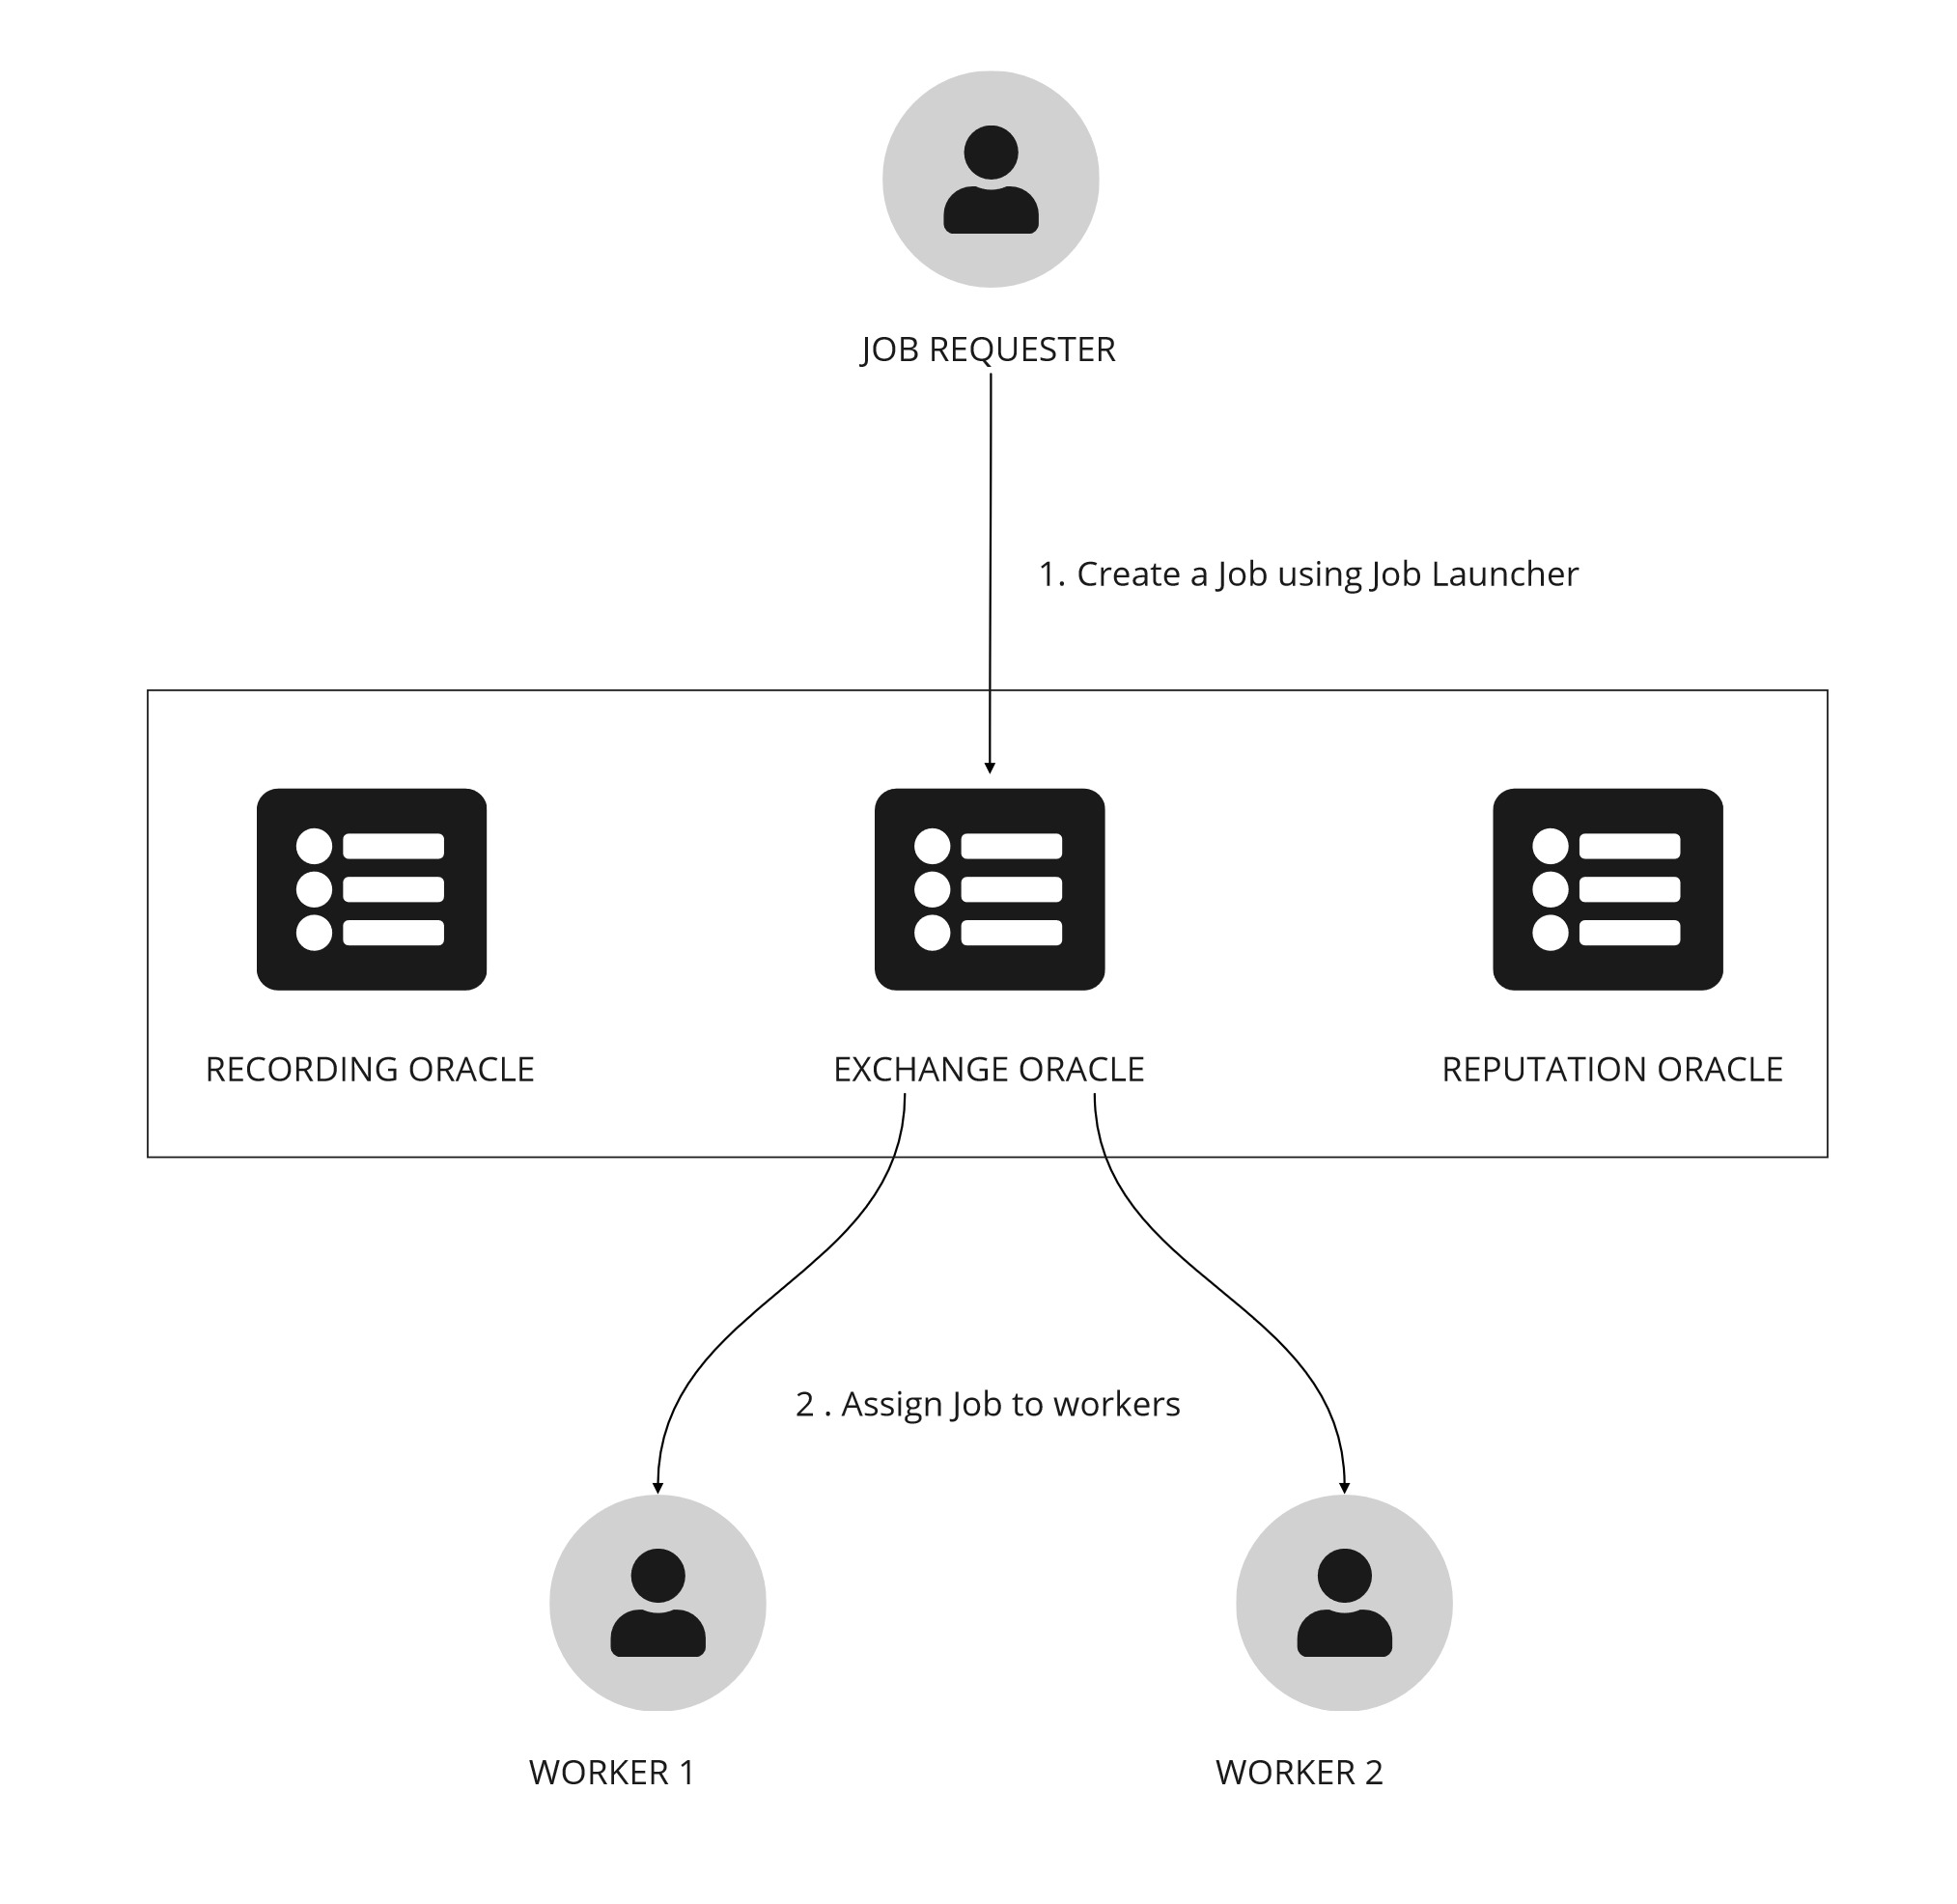 JOB REQUESTER
1. Create a Job using Job Launcher
RECORDING ORACLE
EXCHANGE ORACLE
REPUTATION ORACLE
2 . Assign Job to workers
WORKER 1
WORKER 2